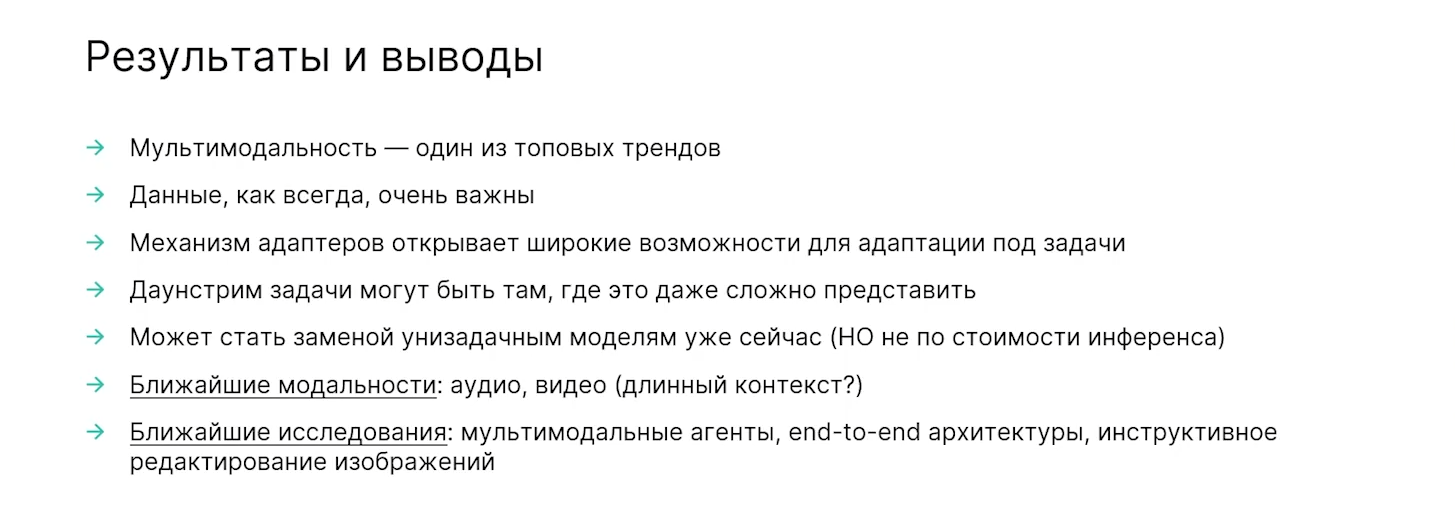 Результаты и выводы
→ Мультимодальность — один из топовых трендов
→ Данные, как всегда, очень важны
→ Механизм адаптеров открывает широкие возможности для адаптации под задачи
→ Даунстрим задачи могут быть там, где это даже сложно представить
→ Может стать заменой унизадачным моделям уже сейчас (НО не по стоимости инференса)
→ Ближайшие модальности: аудио, видео (длинный контекст?)
→ Ближайшие исследования: мультимодальные агенты, end-to-end архитектуры, инструктивное
редактирование изображений